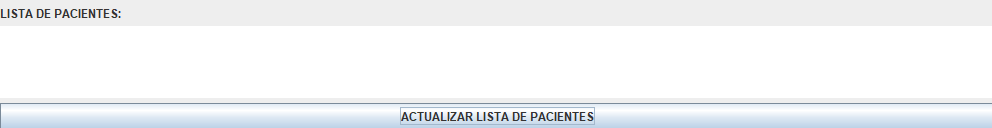 LISTA DE PACIENTES:
ACTUALIZAR LISTA DE PACIENTES